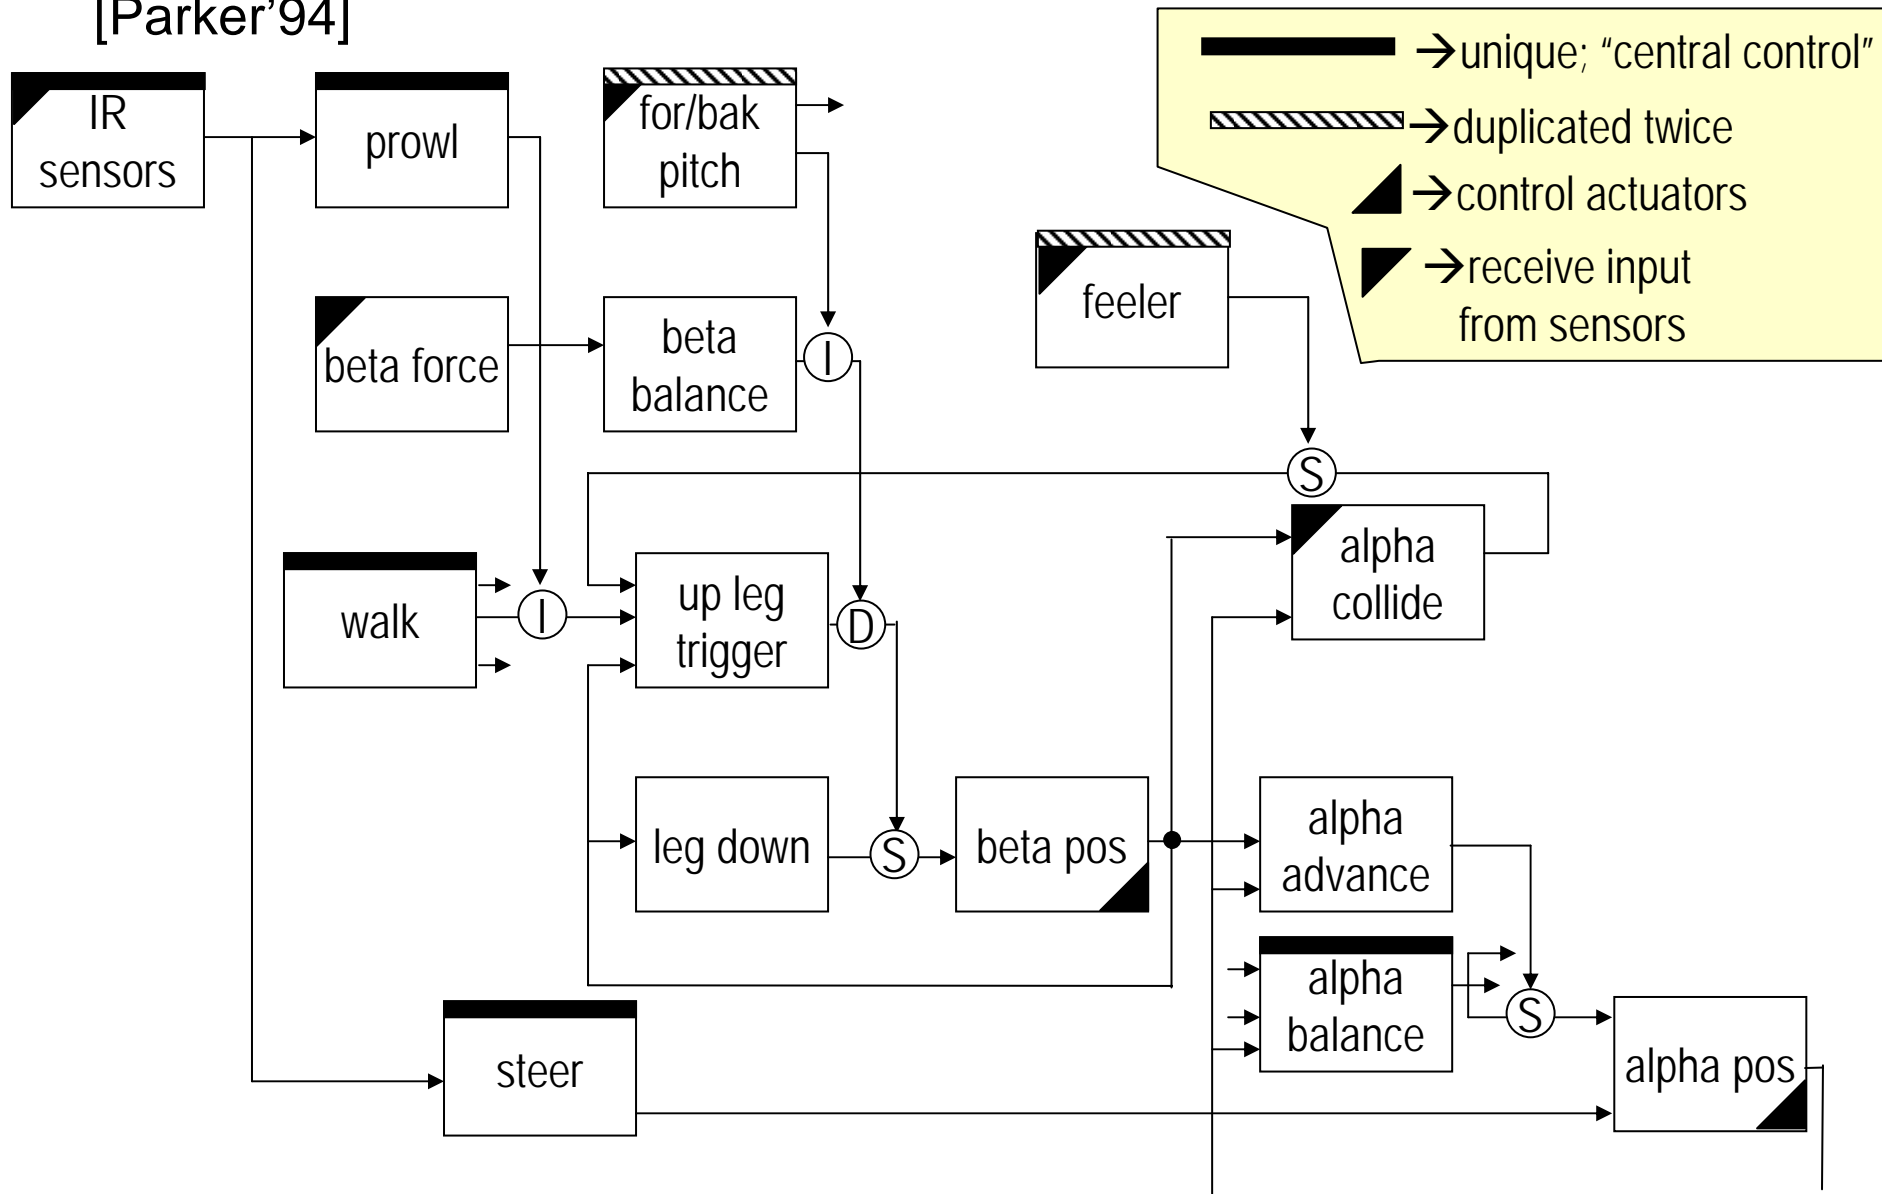 [Parker’94]
→unique; “central control”
→duplicated twice
→control actuators
→receive input
from sensors
IR
sensors
prowl
for/bak
pitch
feeler
beta force
beta
balance
I
S
walk
I
up leg
trigger
D
alpha
collide
leg down
S
beta pos
alpha
advance
alpha
balance
S
steer
alpha pos